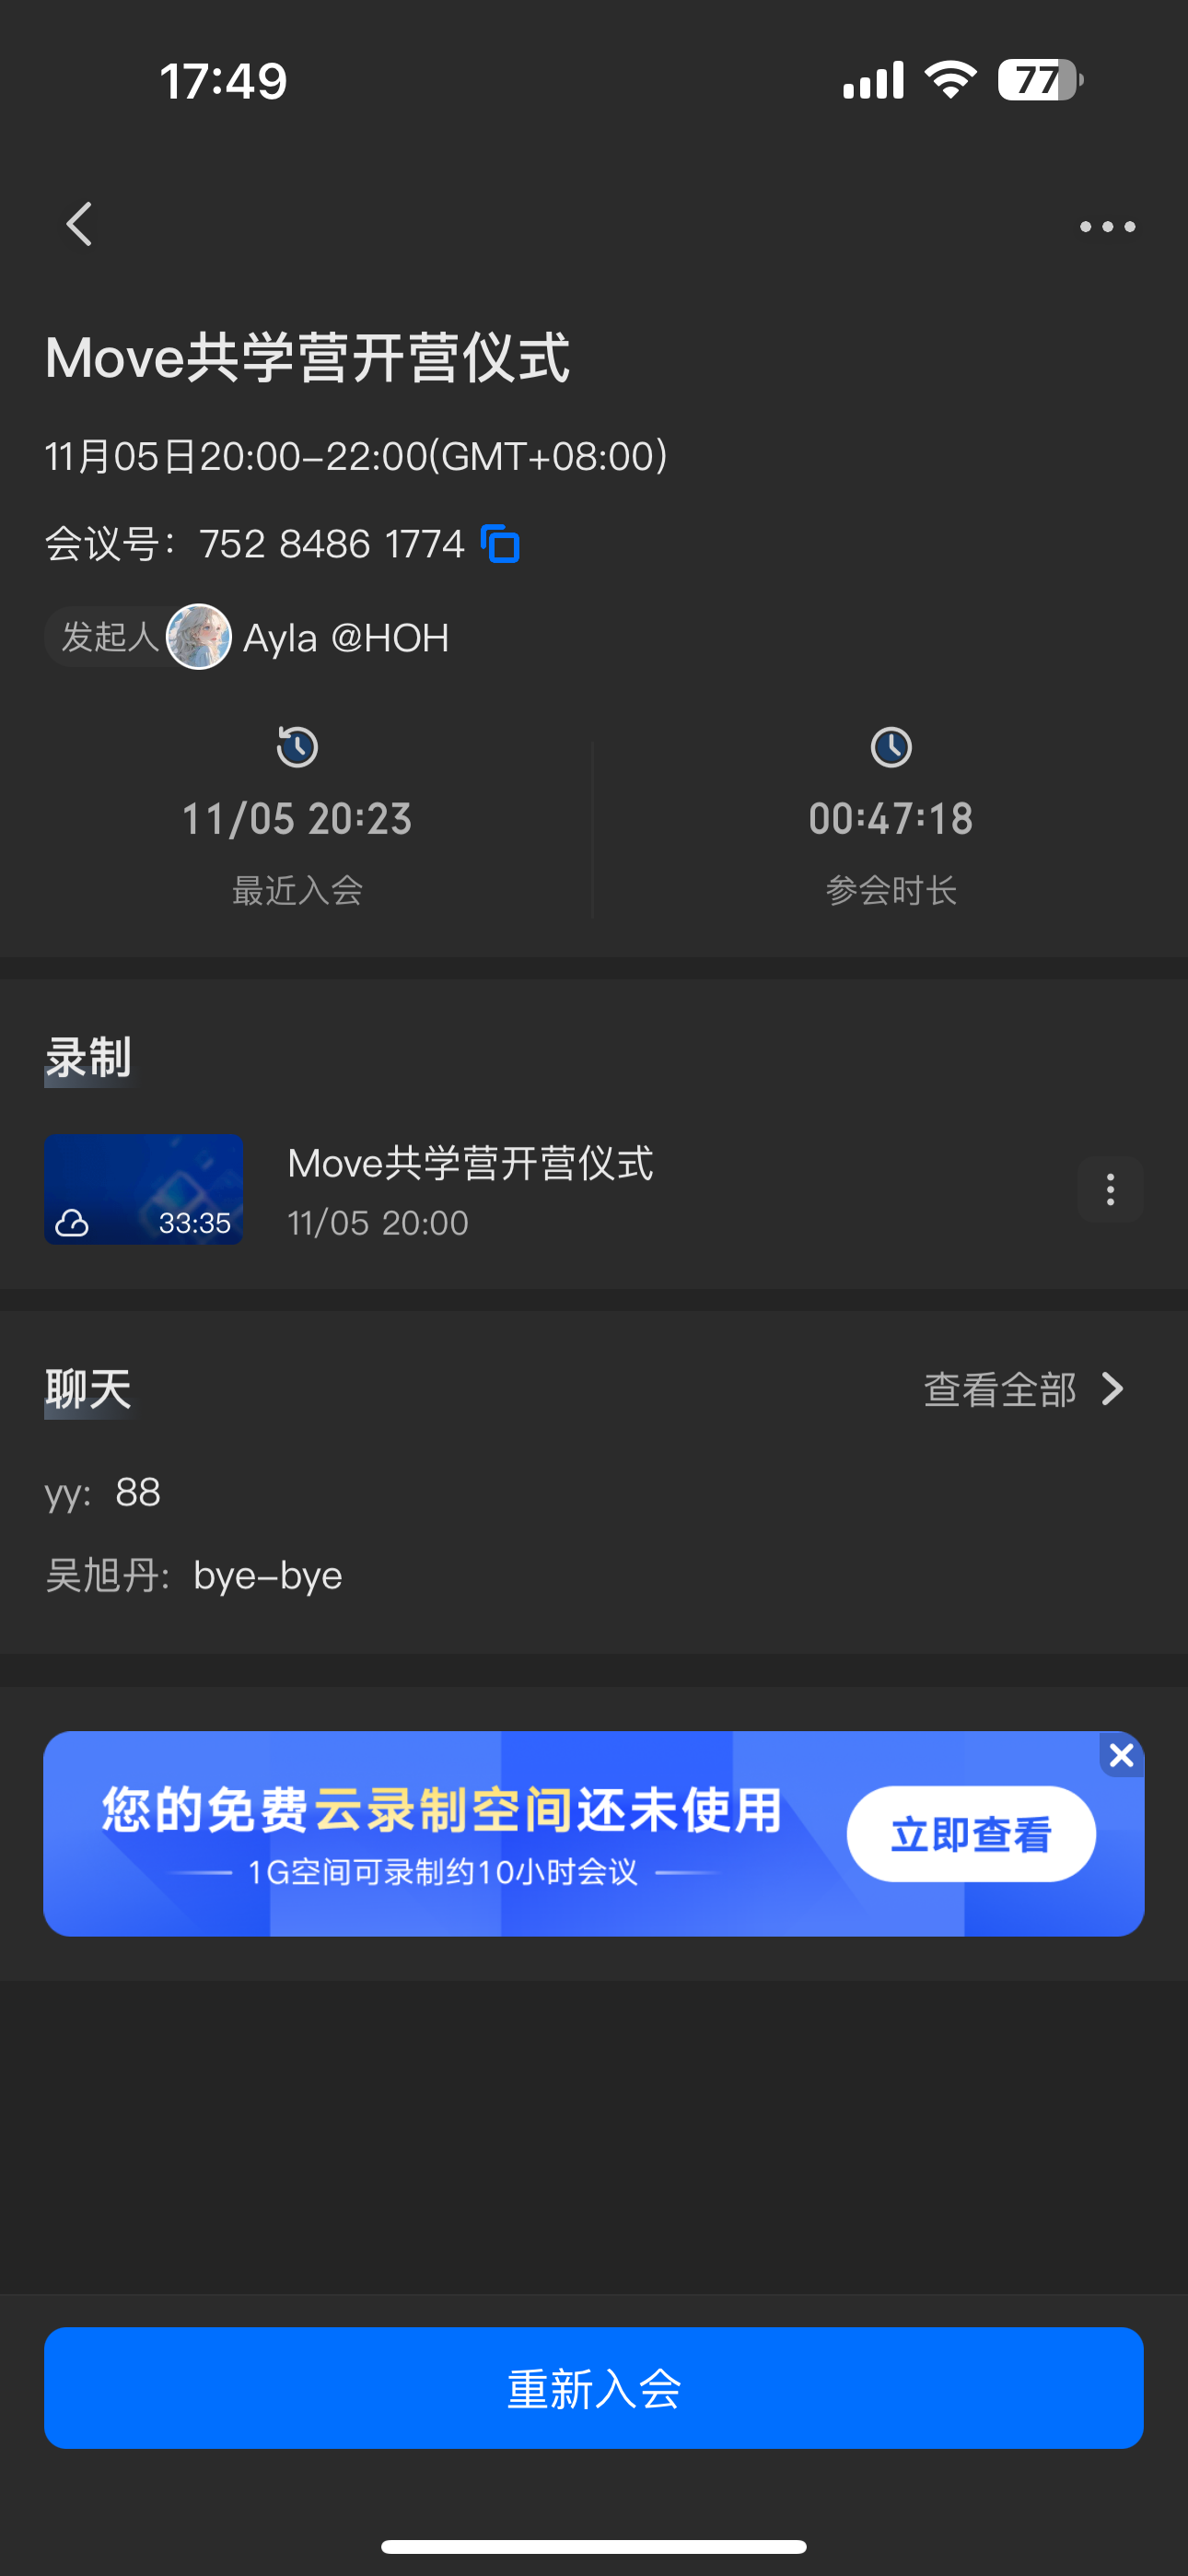 17:49
77
Move共学营开营仪式
11月05日20:00-22:00(GMT+08:00)
会议号：752 8486 1774
发起人 Ayla @HOH
11/05 20:23
最近入会
00:47:18
参会时长
录制
33:35
Move共学营开营仪式
11/05 20:00
聊天
查看全部
yy: 88
吴旭丹: bye-bye
您的免费云录制空间还未使用
1G空间可录制约10小时会议
立即查看
重新入会